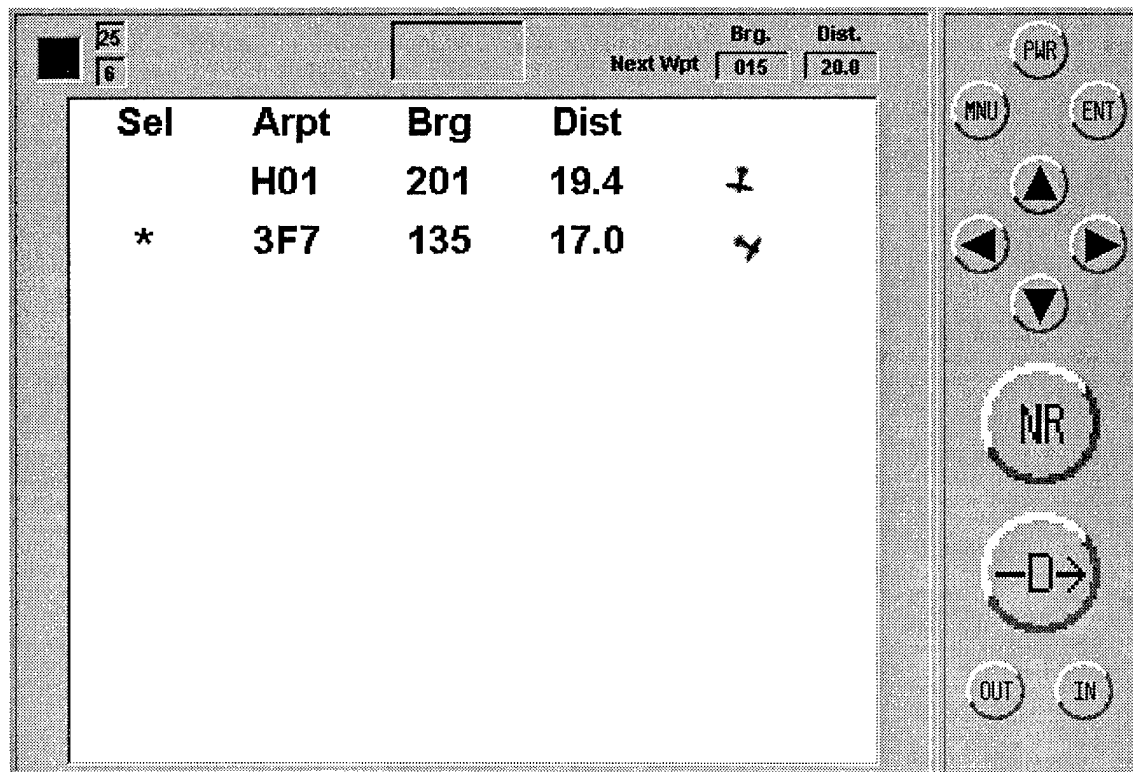 25
6
Brg. Dist.
Next Wpt 015 20.0
Sel Arpt Brg Dist
H01 201 19.4
* 3F7 135 17.0
PWR
MNU ENT
NR
D
OUT IN